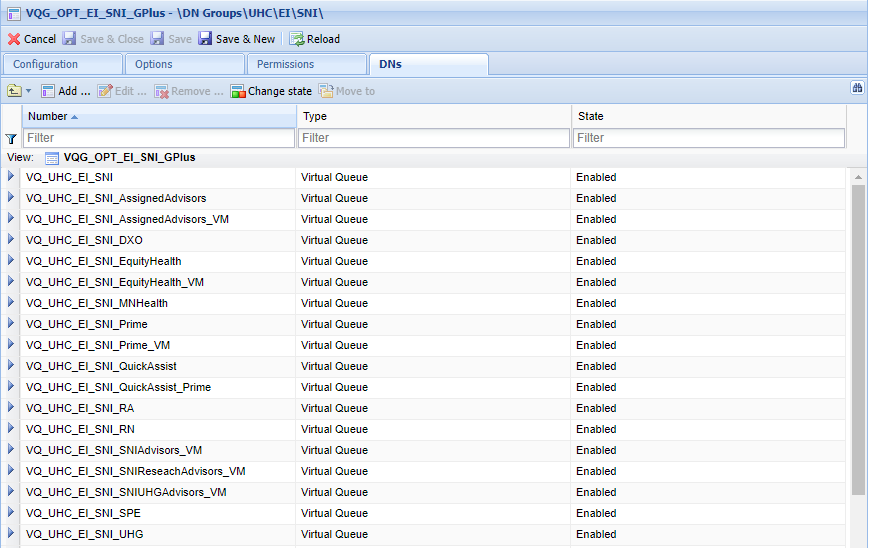 VQG_OPT_EI_SNI_GPlus - \DN Groups\UHC\EI\SNI\
Cancel Save & Close Save Save & New Reload
Configuration Options Permissions DNs
Add ... Edit ... Remove ... Change state Move to
Number Type State
Filter Filter Filter
View: VQG_OPT_EI_SNI_GPlus
VQ_UHC_EI_SNI Virtual Queue Enabled
VQ_UHC_EI_SNI_AssignedAdvisors Virtual Queue Enabled
VQ_UHC_EI_SNI_AssignedAdvisors_VM Virtual Queue Enabled
VQ_UHC_EI_SNI_DXO Virtual Queue Enabled
VQ_UHC_EI_SNI_EquityHealth Virtual Queue Enabled
VQ_UHC_EI_SNI_EquityHealth_VM Virtual Queue Enabled
VQ_UHC_EI_SNI_MNHealth Virtual Queue Enabled
VQ_UHC_EI_SNI_Prime Virtual Queue Enabled
VQ_UHC_EI_SNI_Prime_VM Virtual Queue Enabled
VQ_UHC_EI_SNI_QuickAssist Virtual Queue Enabled
VQ_UHC_EI_SNI_QuickAssist_Prime Virtual Queue Enabled
VQ_UHC_EI_SNI_RA Virtual Queue Enabled
VQ_UHC_EI_SNI_RN Virtual Queue Enabled
VQ_UHC_EI_SNI_SNIAdvisors_VM Virtual Queue Enabled
VQ_UHC_EI_SNI_SNIReseachAdvisors_VM Virtual Queue Enabled
VQ_UHC_EI_SNI_SNIUHGAdvisors_VM Virtual Queue Enabled
VQ_UHC_EI_SNI_SPE Virtual Queue Enabled
VQ_UHC_EI_SNI_UHG Virtual Queue Enabled